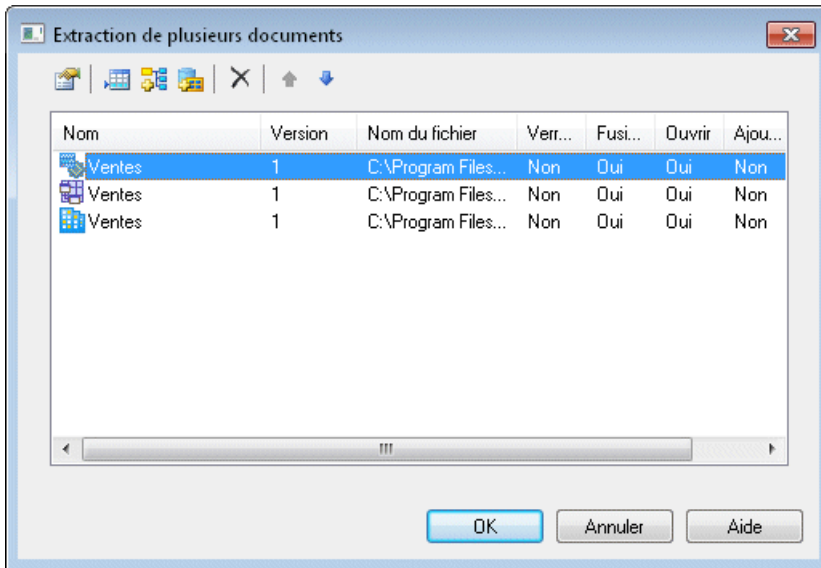 Extraction de plusieurs documents
Nom Version Nom du fichier Verr... Fusi... Ouvrir Ajou...
Ventes 1 C:\Program Files... Non Oui Oui Non
Ventes 1 C:\Program Files... Non Oui Oui Non
Ventes 1 C:\Program Files... Non Oui Oui Non
OK Annuler Aide